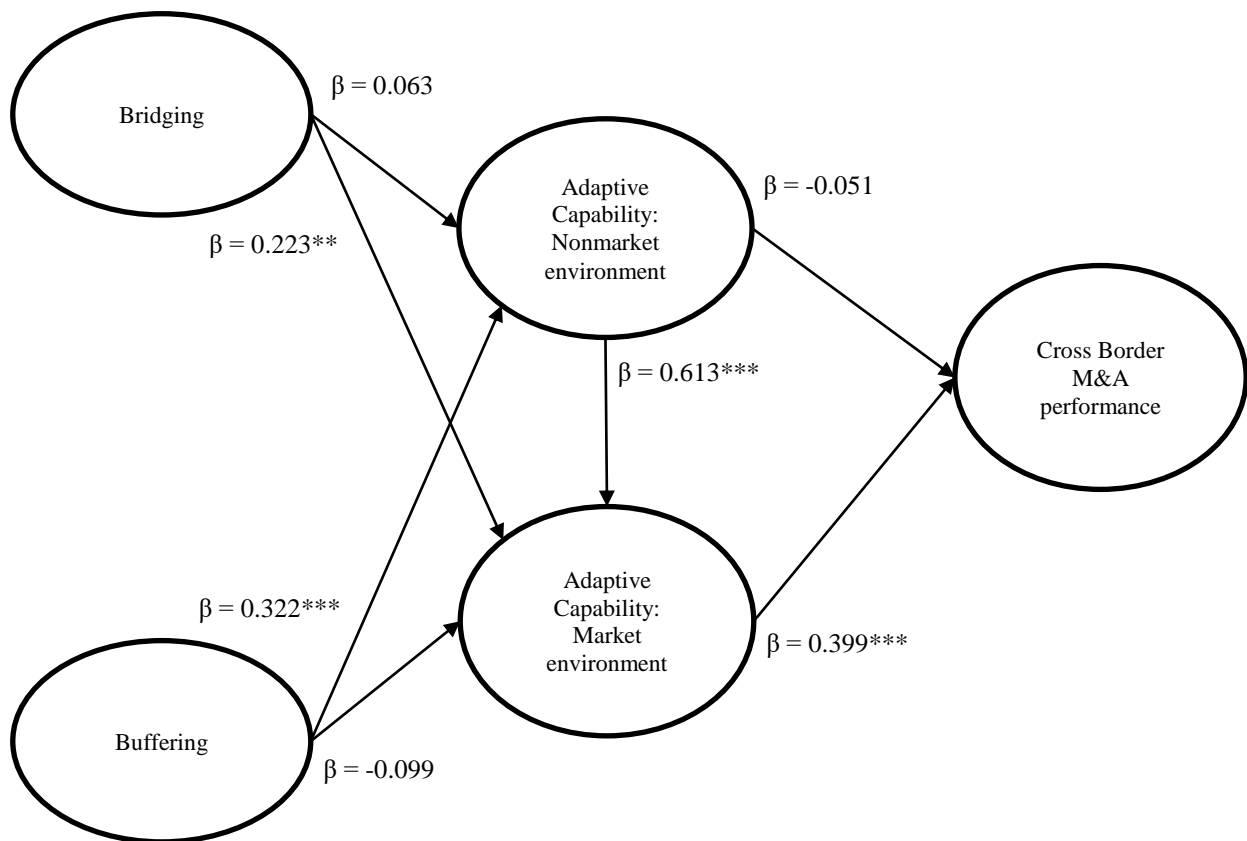 β = 0.063
Bridging
Adaptive
Capability:
Nonmarket
environment
β = -0.051
β = 0.223**
Cross Border
M&A
performance
β = 0.613***
β = 0.322***
Adaptive
Capability:
Market
environment
β = 0.399***
Buffering
β = -0.099